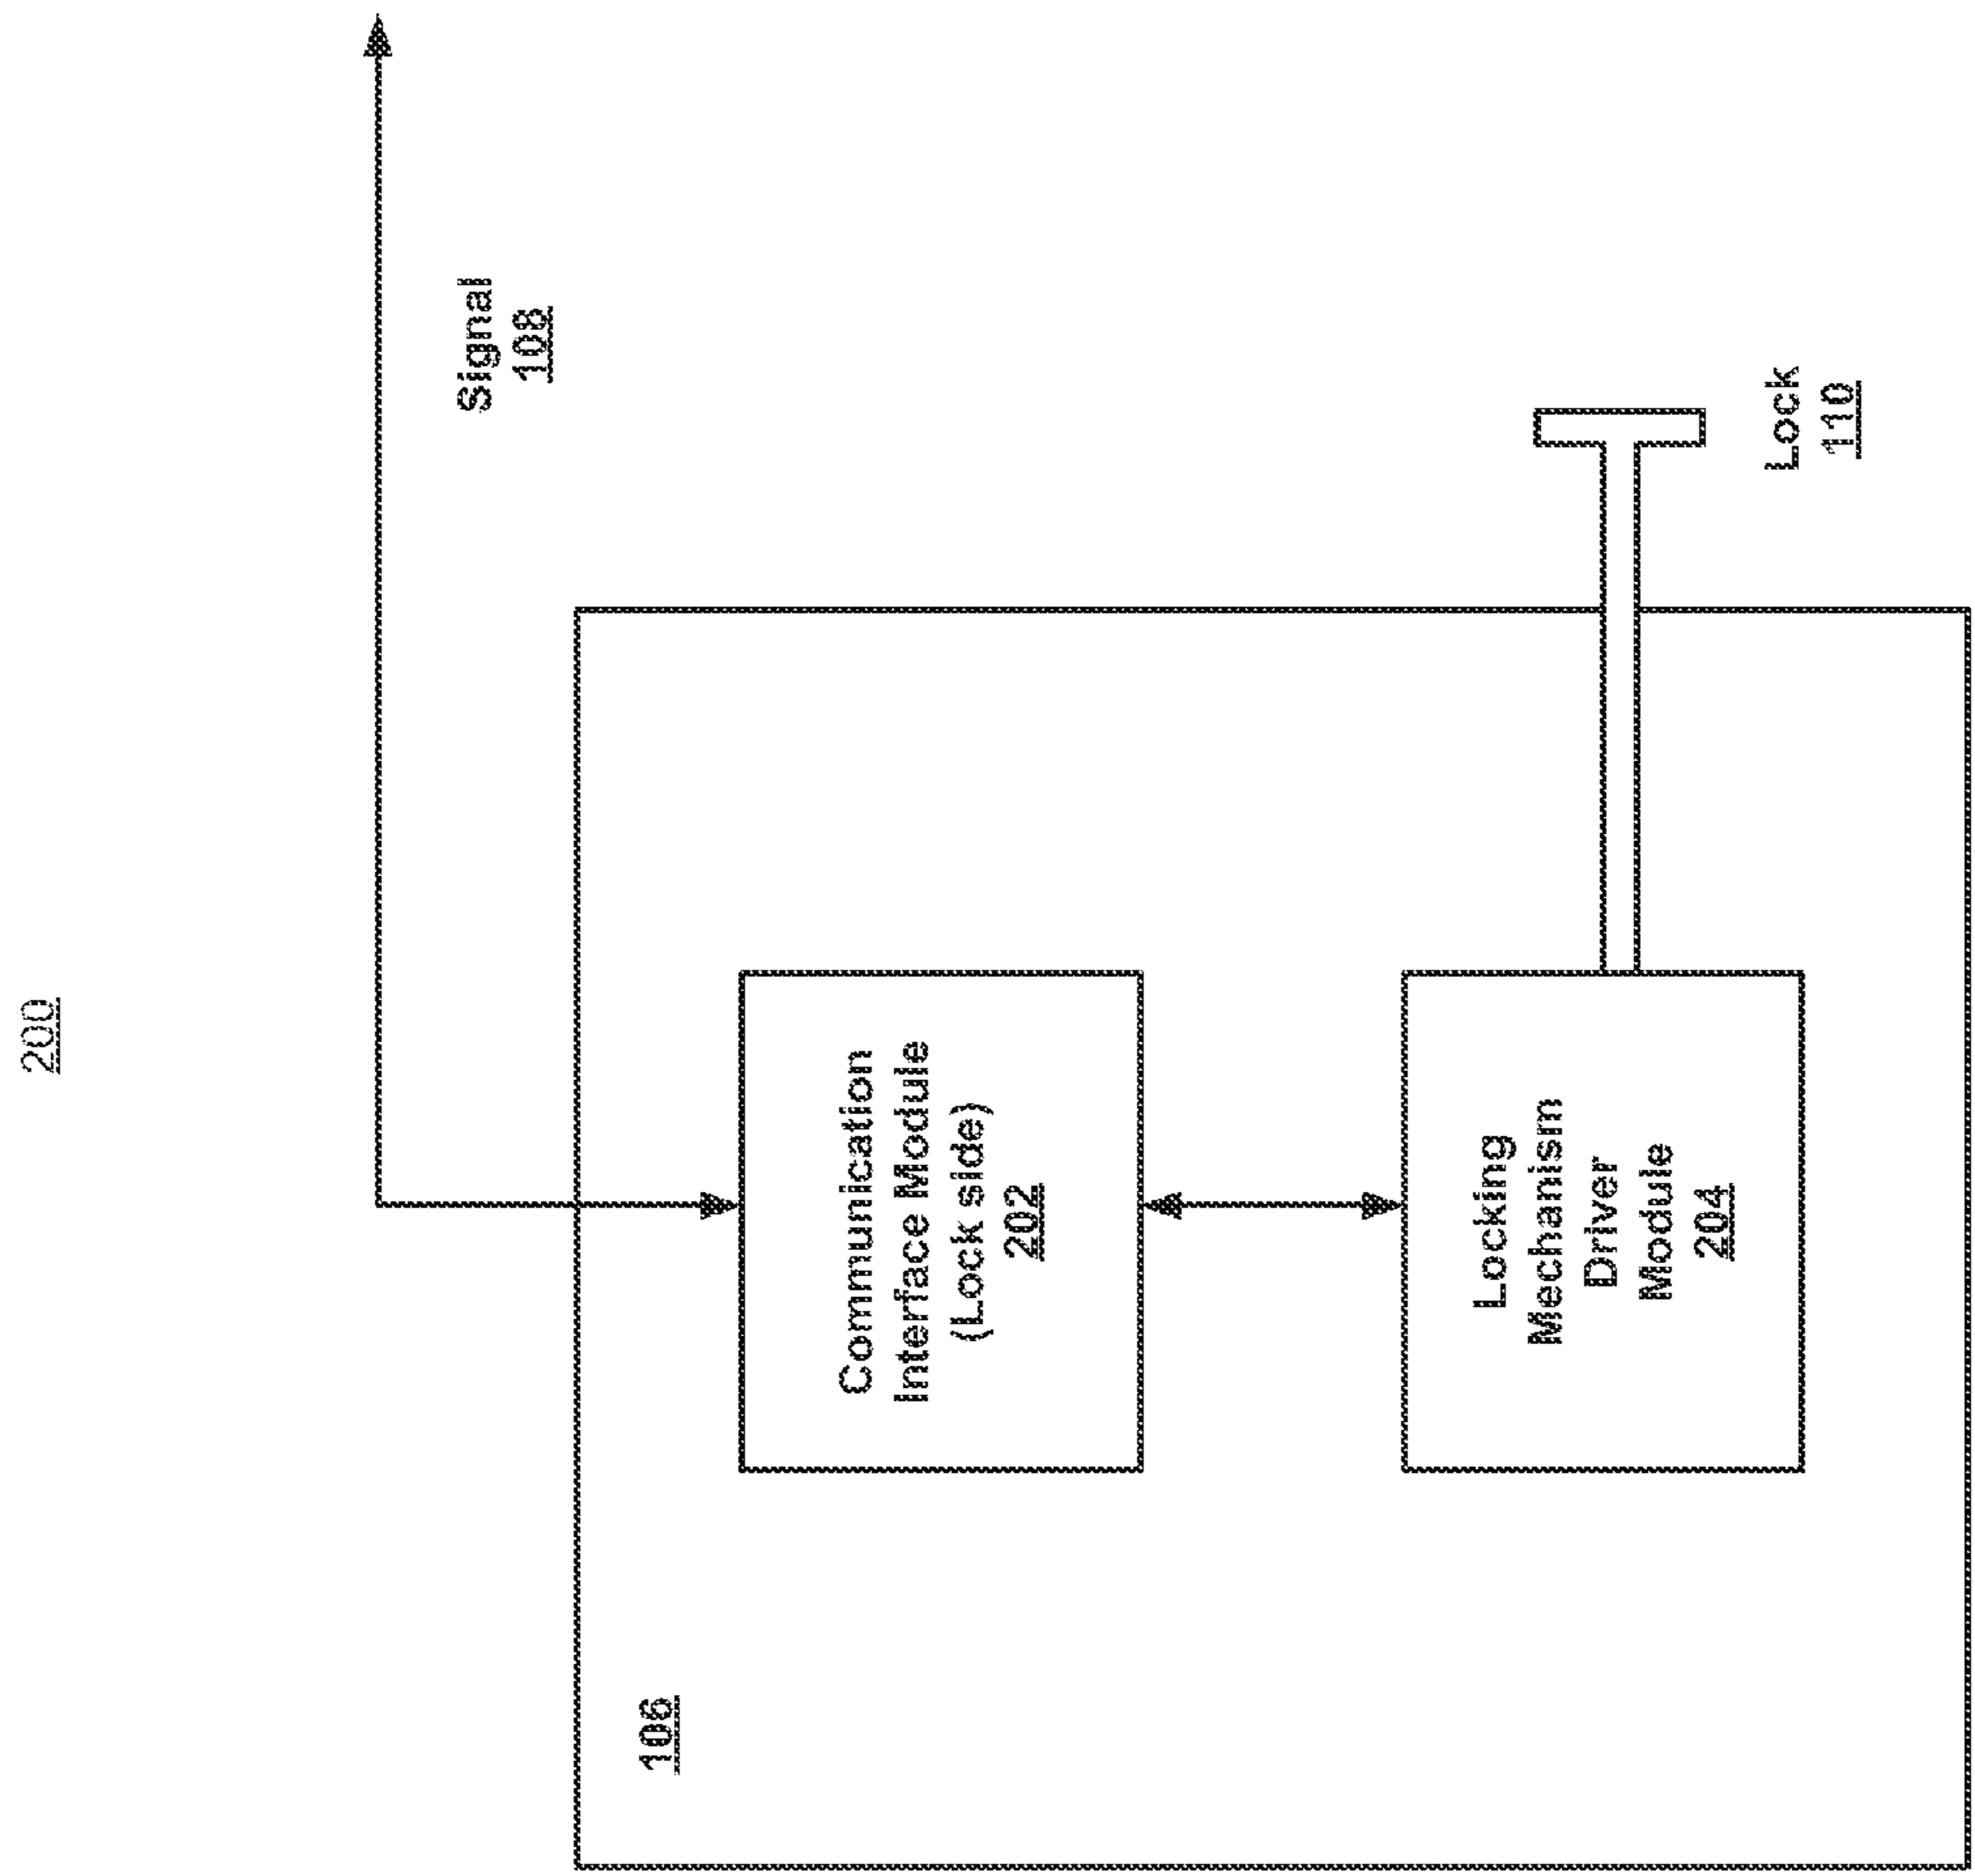 200
Signal
108
106
Communication
Interface Module
(Lock side)
202
Locking
Mechanism
Driver
Module
204
Lock
110